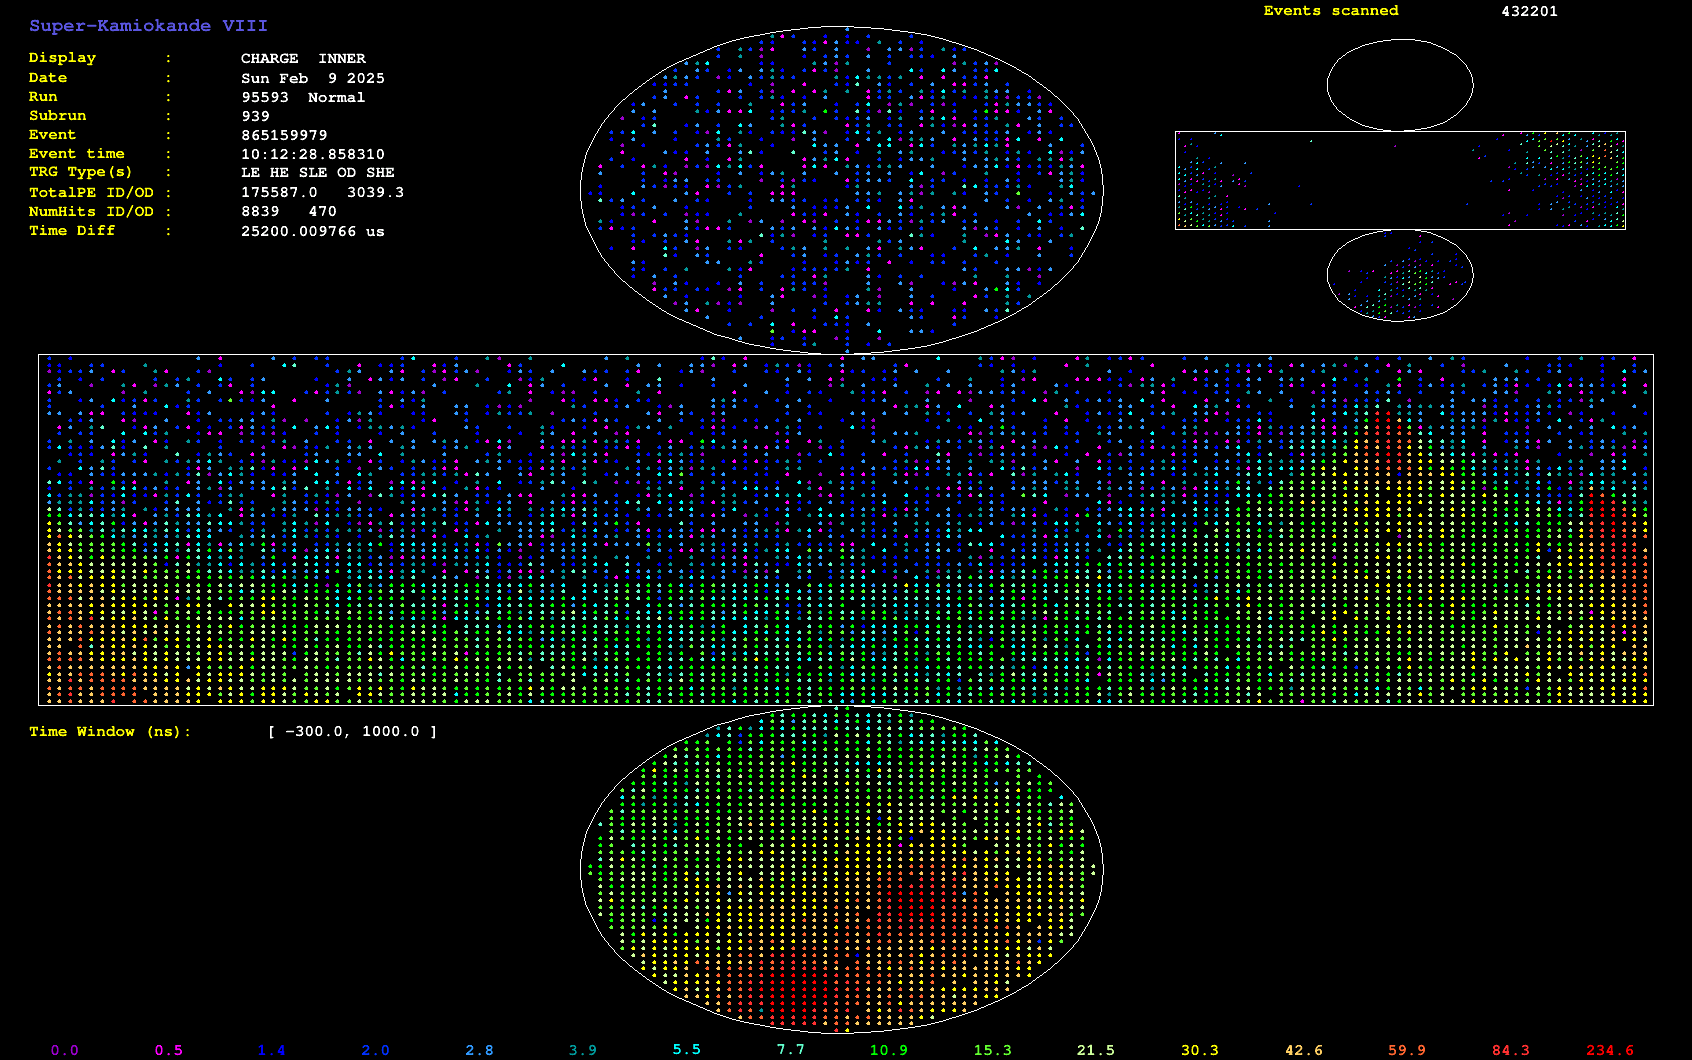 Super-Kamiokande VIII
Events scanned 432201
Display : CHARGE INNER
Date : Sun Feb 9 2025
Run : 95593 Normal
Subrun : 939
Event : 865159979
Event time : 10:12:28.858310
TRG Type(s) : LE HE SLE OD SHE
TotalPE ID/OD : 175587.0 3039.3
NumHits ID/OD : 8839 470
Time Diff : 25200.009766 us
Time Window (ns): [ -300.0, 1000.0 ]
0.0 0.5 1.4 2.0 2.8 3.9 5.5 7.7 10.9 15.3 21.5 30.3 42.6 59.9 84.3 234.6